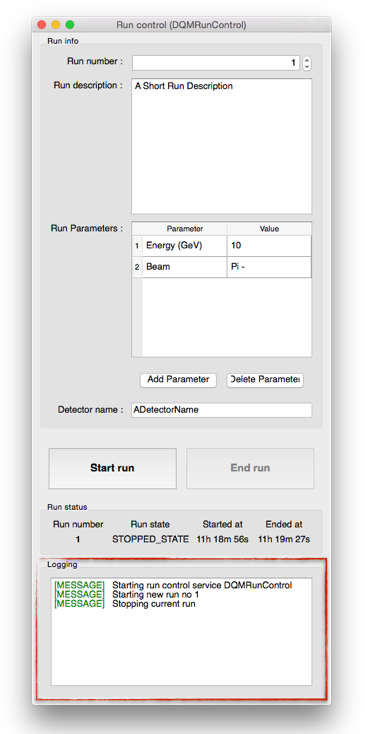 Run control (DQMRunControl)
Run info
Run number : 1
Run description : A Short Run Description
Run Parameters : Parameter Value
1 Energy (GeV) 10
2 Beam Pi -
Add Parameter Delete Parameter
Detector name : ADetectorName
Start run End run
Run status
Run number Run state Started at Ended at
1 STOPPED_STATE 11h 18m 56s 11h 19m 27s
Logging
[MESSAGE] Starting run control service DQMRunControl
[MESSAGE] Starting new run no 1
[MESSAGE] Stopping current run